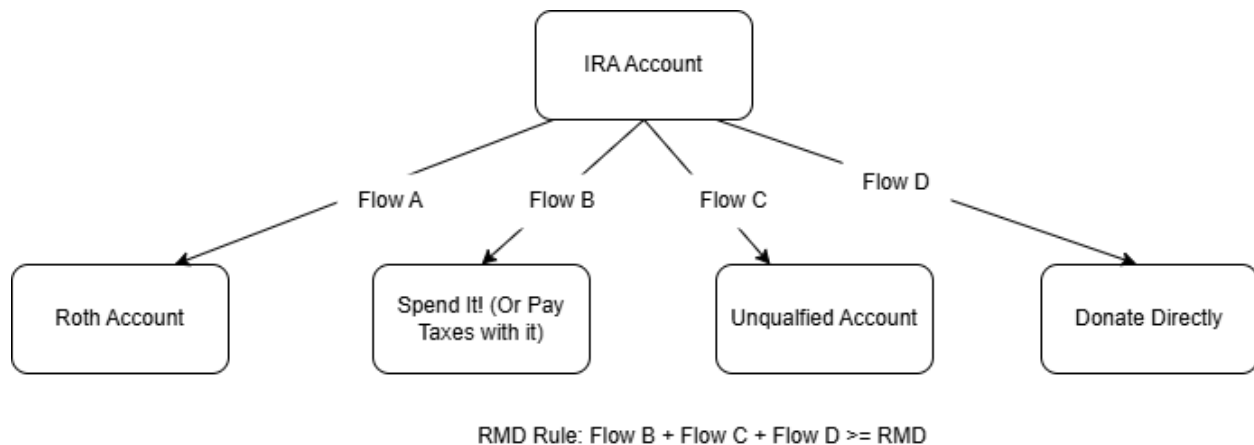 IRA Account
Flow A
Flow B
Flow C
Flow D
Roth Account
Spend It! (Or Pay
Taxes with it)
Unqualfied Account
Donate Directly
RMD Rule: Flow B + Flow C + Flow D >= RMD